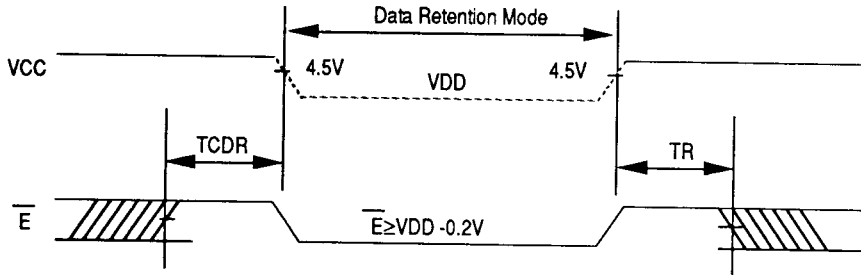 Data Retention Mode
VCC
4.5V
VDD
4.5V
TCDR
TR
E̅
E̅≥VDD -0.2V